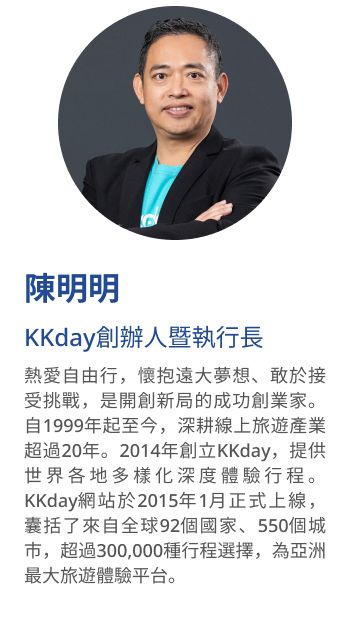 陳明明
KKday創辦人暨執行長
熱愛自由行，懷抱遠大夢想、敢於接
受挑戰，是開創新局的成功創業家。
自1999年起至今，深耕線上旅遊產業
超過20年。2014年創立KKday，提供
世界各地多樣化深度體驗行程。
KKday網站於2015年1月正式上線，
囊括了來自全球92個國家、550個城
市，超過300,000種行程選擇，為亞洲
最大旅遊體驗平台。